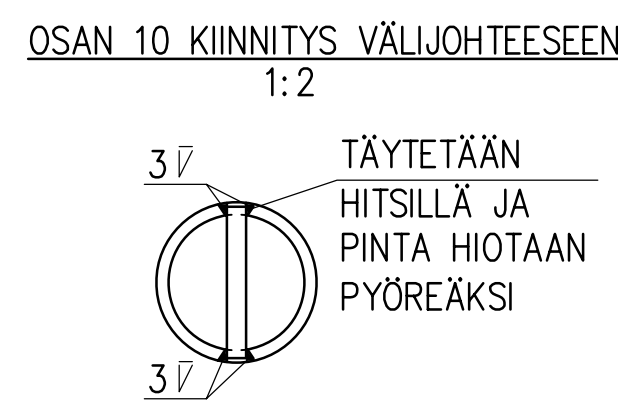 OSAN 10 KIINNITYS VÄLIJOHTEESEEN
1:2
3
TÄYTETÄÄN
HITSILLÄ JA
PINTA HIOTAAN
PYÖREÄKSI
3